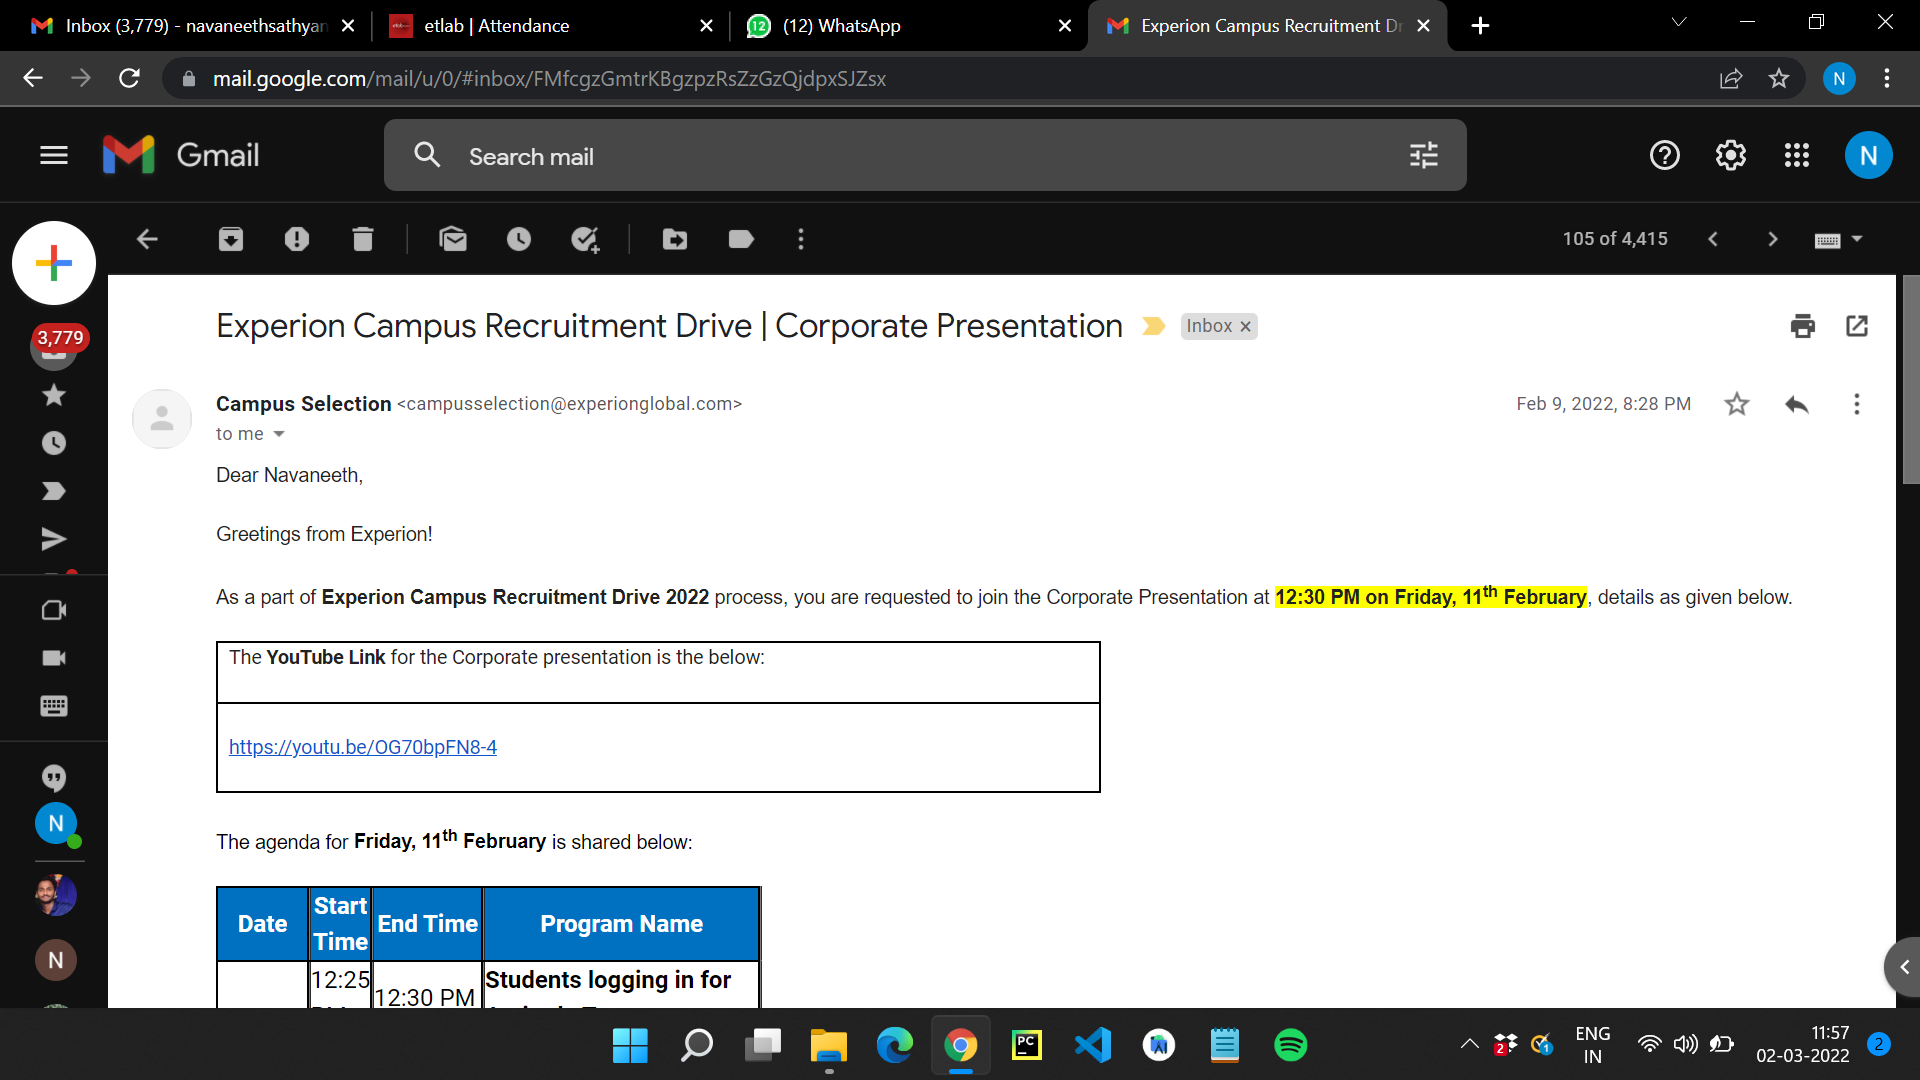 Inbox (3,779) - navaneethsathyan
etlab | Attendance
(12) WhatsApp
Experion Campus Recruitment Dr
mail.google.com/mail/u/0/#inbox/FMfcgzGmtrKBgzpzRsZzGzQjdpxSJZsx
N
Gmail
Search mail
N
105 of 4,415
3,779
Experion Campus Recruitment Drive | Corporate Presentation
Inbox ×
Campus Selection <campusselection@experionglobal.com>
Feb 9, 2022, 8:28 PM
to me
Dear Navaneeth,
Greetings from Experion!
As a part of Experion Campus Recruitment Drive 2022 process, you are requested to join the Corporate Presentation at 12:30 PM on Friday, 11th February, details as given below.
The YouTube Link for the Corporate presentation is the below:
https://youtu.be/OG70bpFN8-4
N
The agenda for Friday, 11th February is shared below:
Date Start Time End Time Program Name
12:25
12:30 PM
Students logging in for
N
ENG
IN
11:57
02-03-2022
2